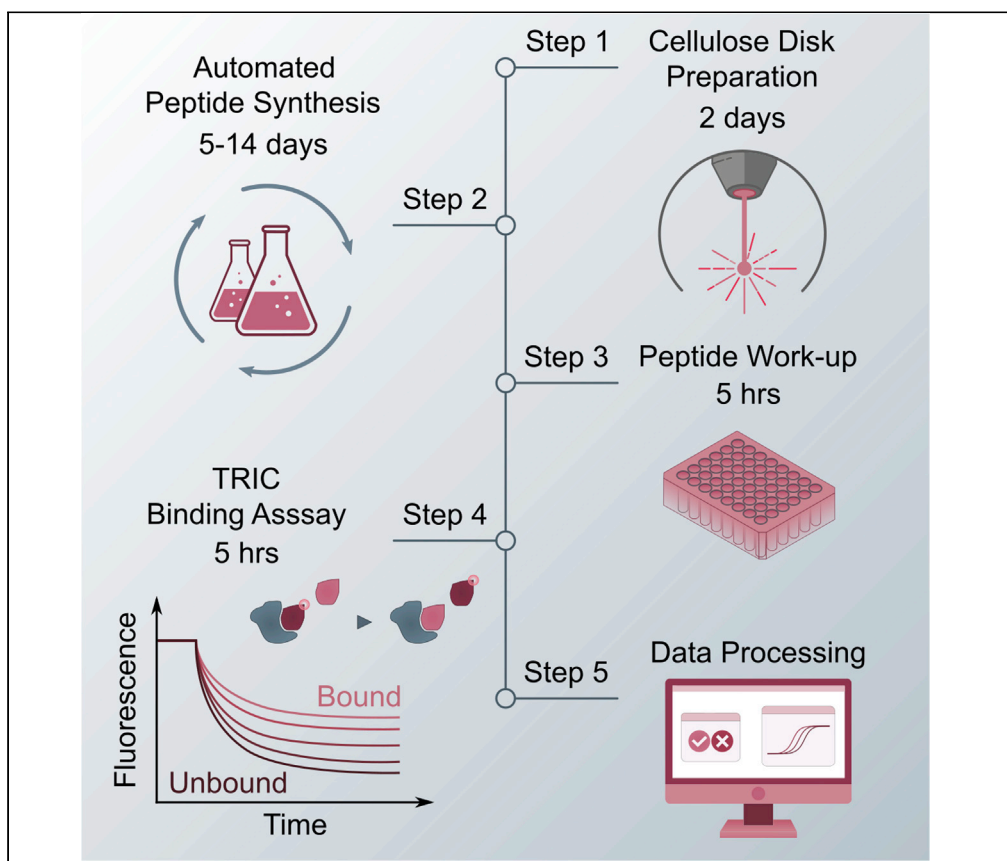 Step 1
Cellulose Disk
Preparation
2 days
Automated
Peptide Synthesis
5-14 days
Step 2
Step 3
Peptide Work-up
5 hrs
TRIC
Binding Asssay
5 hrs
Step 4
Fluorescence
Bound
Unbound
Time
Step 5
Data Processing